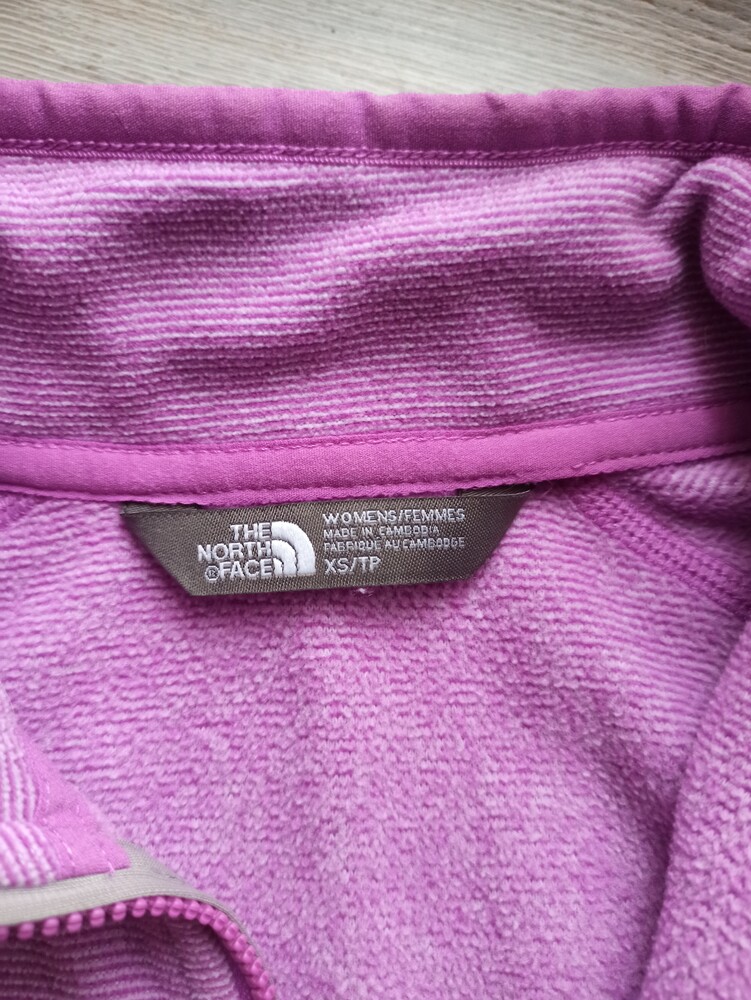 THE
NORTH
®FACE
WOMENS/FEMMES
MADE IN CAMBODIA
FABRIQUE AU CAMBODGE
XS/TP